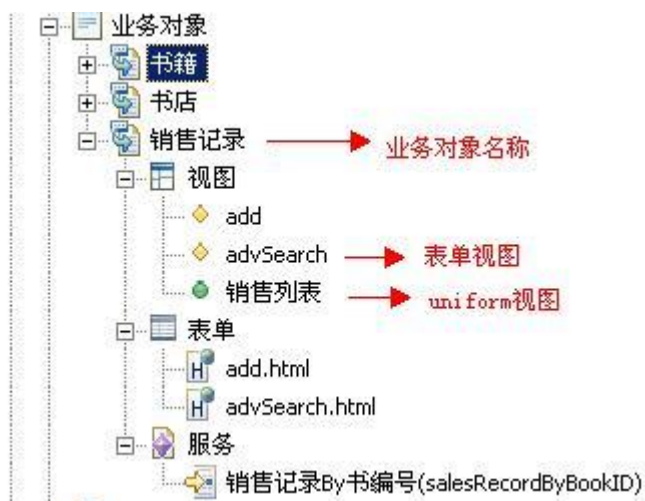 业务对象
书籍
书店
销售记录 业务对象名称
视图
add
advSearch 表单视图
销售列表 uniform视图
表单
add.html
advSearch.html
服务
销售记录By书编号(salesRecordByBookID)